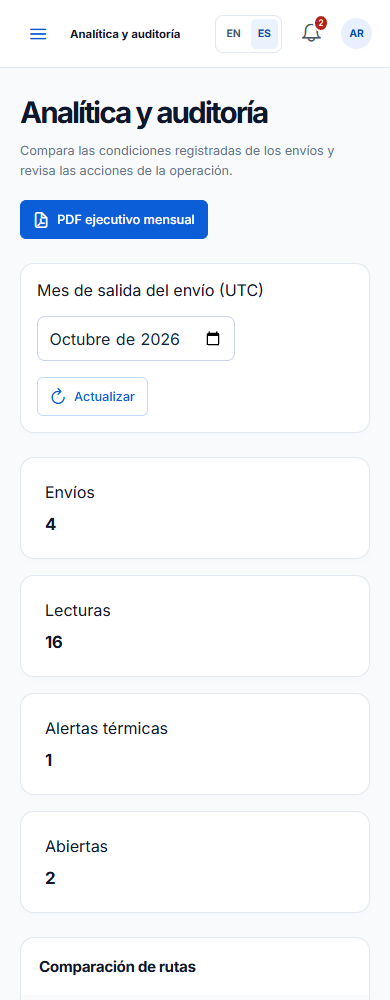 Analítica y auditoría
EN
ES
2
AR
Analítica y auditoría
Compara las condiciones registradas de los envíos y
revisa las acciones de la operación.
PDF ejecutivo mensual
Mes de salida del envío (UTC)
Octubre de 2026
Actualizar
Envíos
4
Lecturas
16
Alertas térmicas
1
Abiertas
2
Comparación de rutas